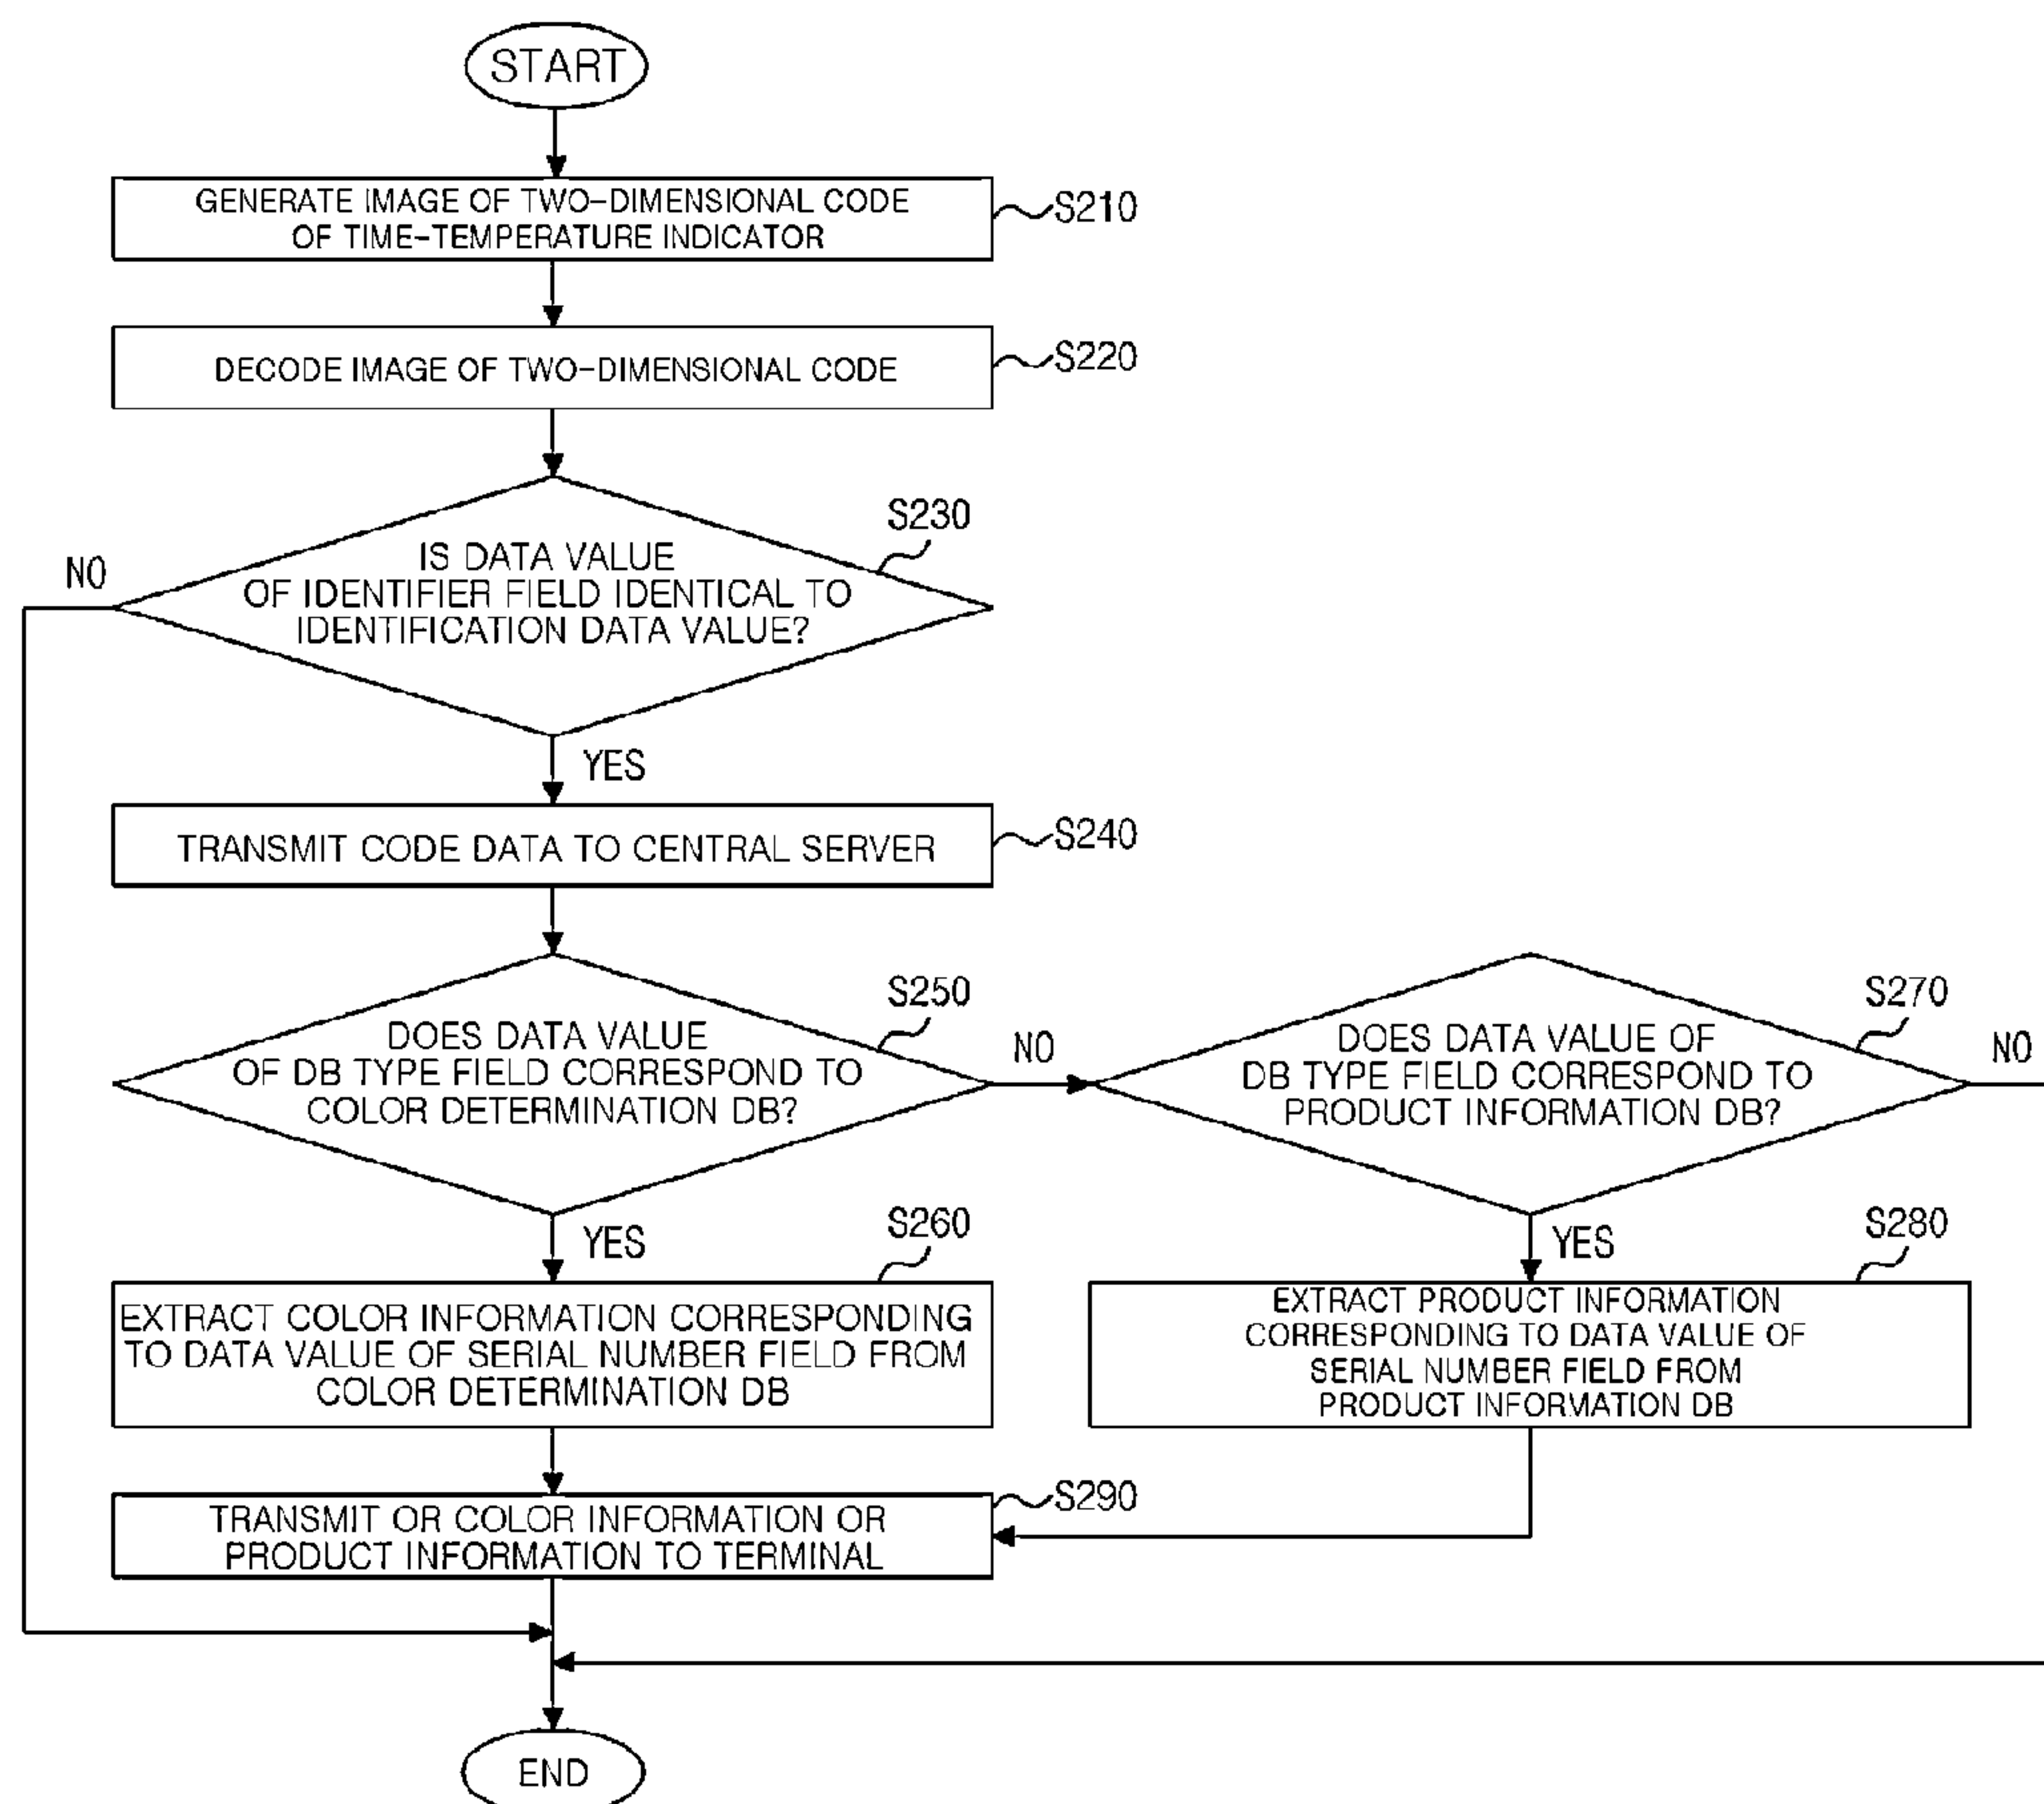 START
GENERATE IMAGE OF TWO-DIMENSIONAL CODE
OF TIME-TEMPERATURE INDICATOR
S210
DECODE IMAGE OF TWO-DIMENSIONAL CODE
S220
S230
NO
IS DATA VALUE
OF IDENTIFIER FIELD IDENTICAL TO
IDENTIFICATION DATA VALUE?
YES
TRANSMIT CODE DATA TO CENTRAL SERVER
S240
S250
DOES DATA VALUE
OF DB TYPE FIELD CORRESPOND TO
COLOR DETERMINATION DB?
NO
S270
DOES DATA VALUE OF
DB TYPE FIELD CORRESPOND TO
PRODUCT INFORMATION DB?
NO
YES
S260
EXTRACT COLOR INFORMATION CORRESPONDING
TO DATA VALUE OF SERIAL NUMBER FIELD FROM
COLOR DETERMINATION DB
YES
S280
EXTRACT PRODUCT INFORMATION
CORRESPONDING TO DATA VALUE OF
SERIAL NUMBER FIELD FROM
PRODUCT INFORMATION DB
TRANSMIT OR COLOR INFORMATION OR
PRODUCT INFORMATION TO TERMINAL
S290
END